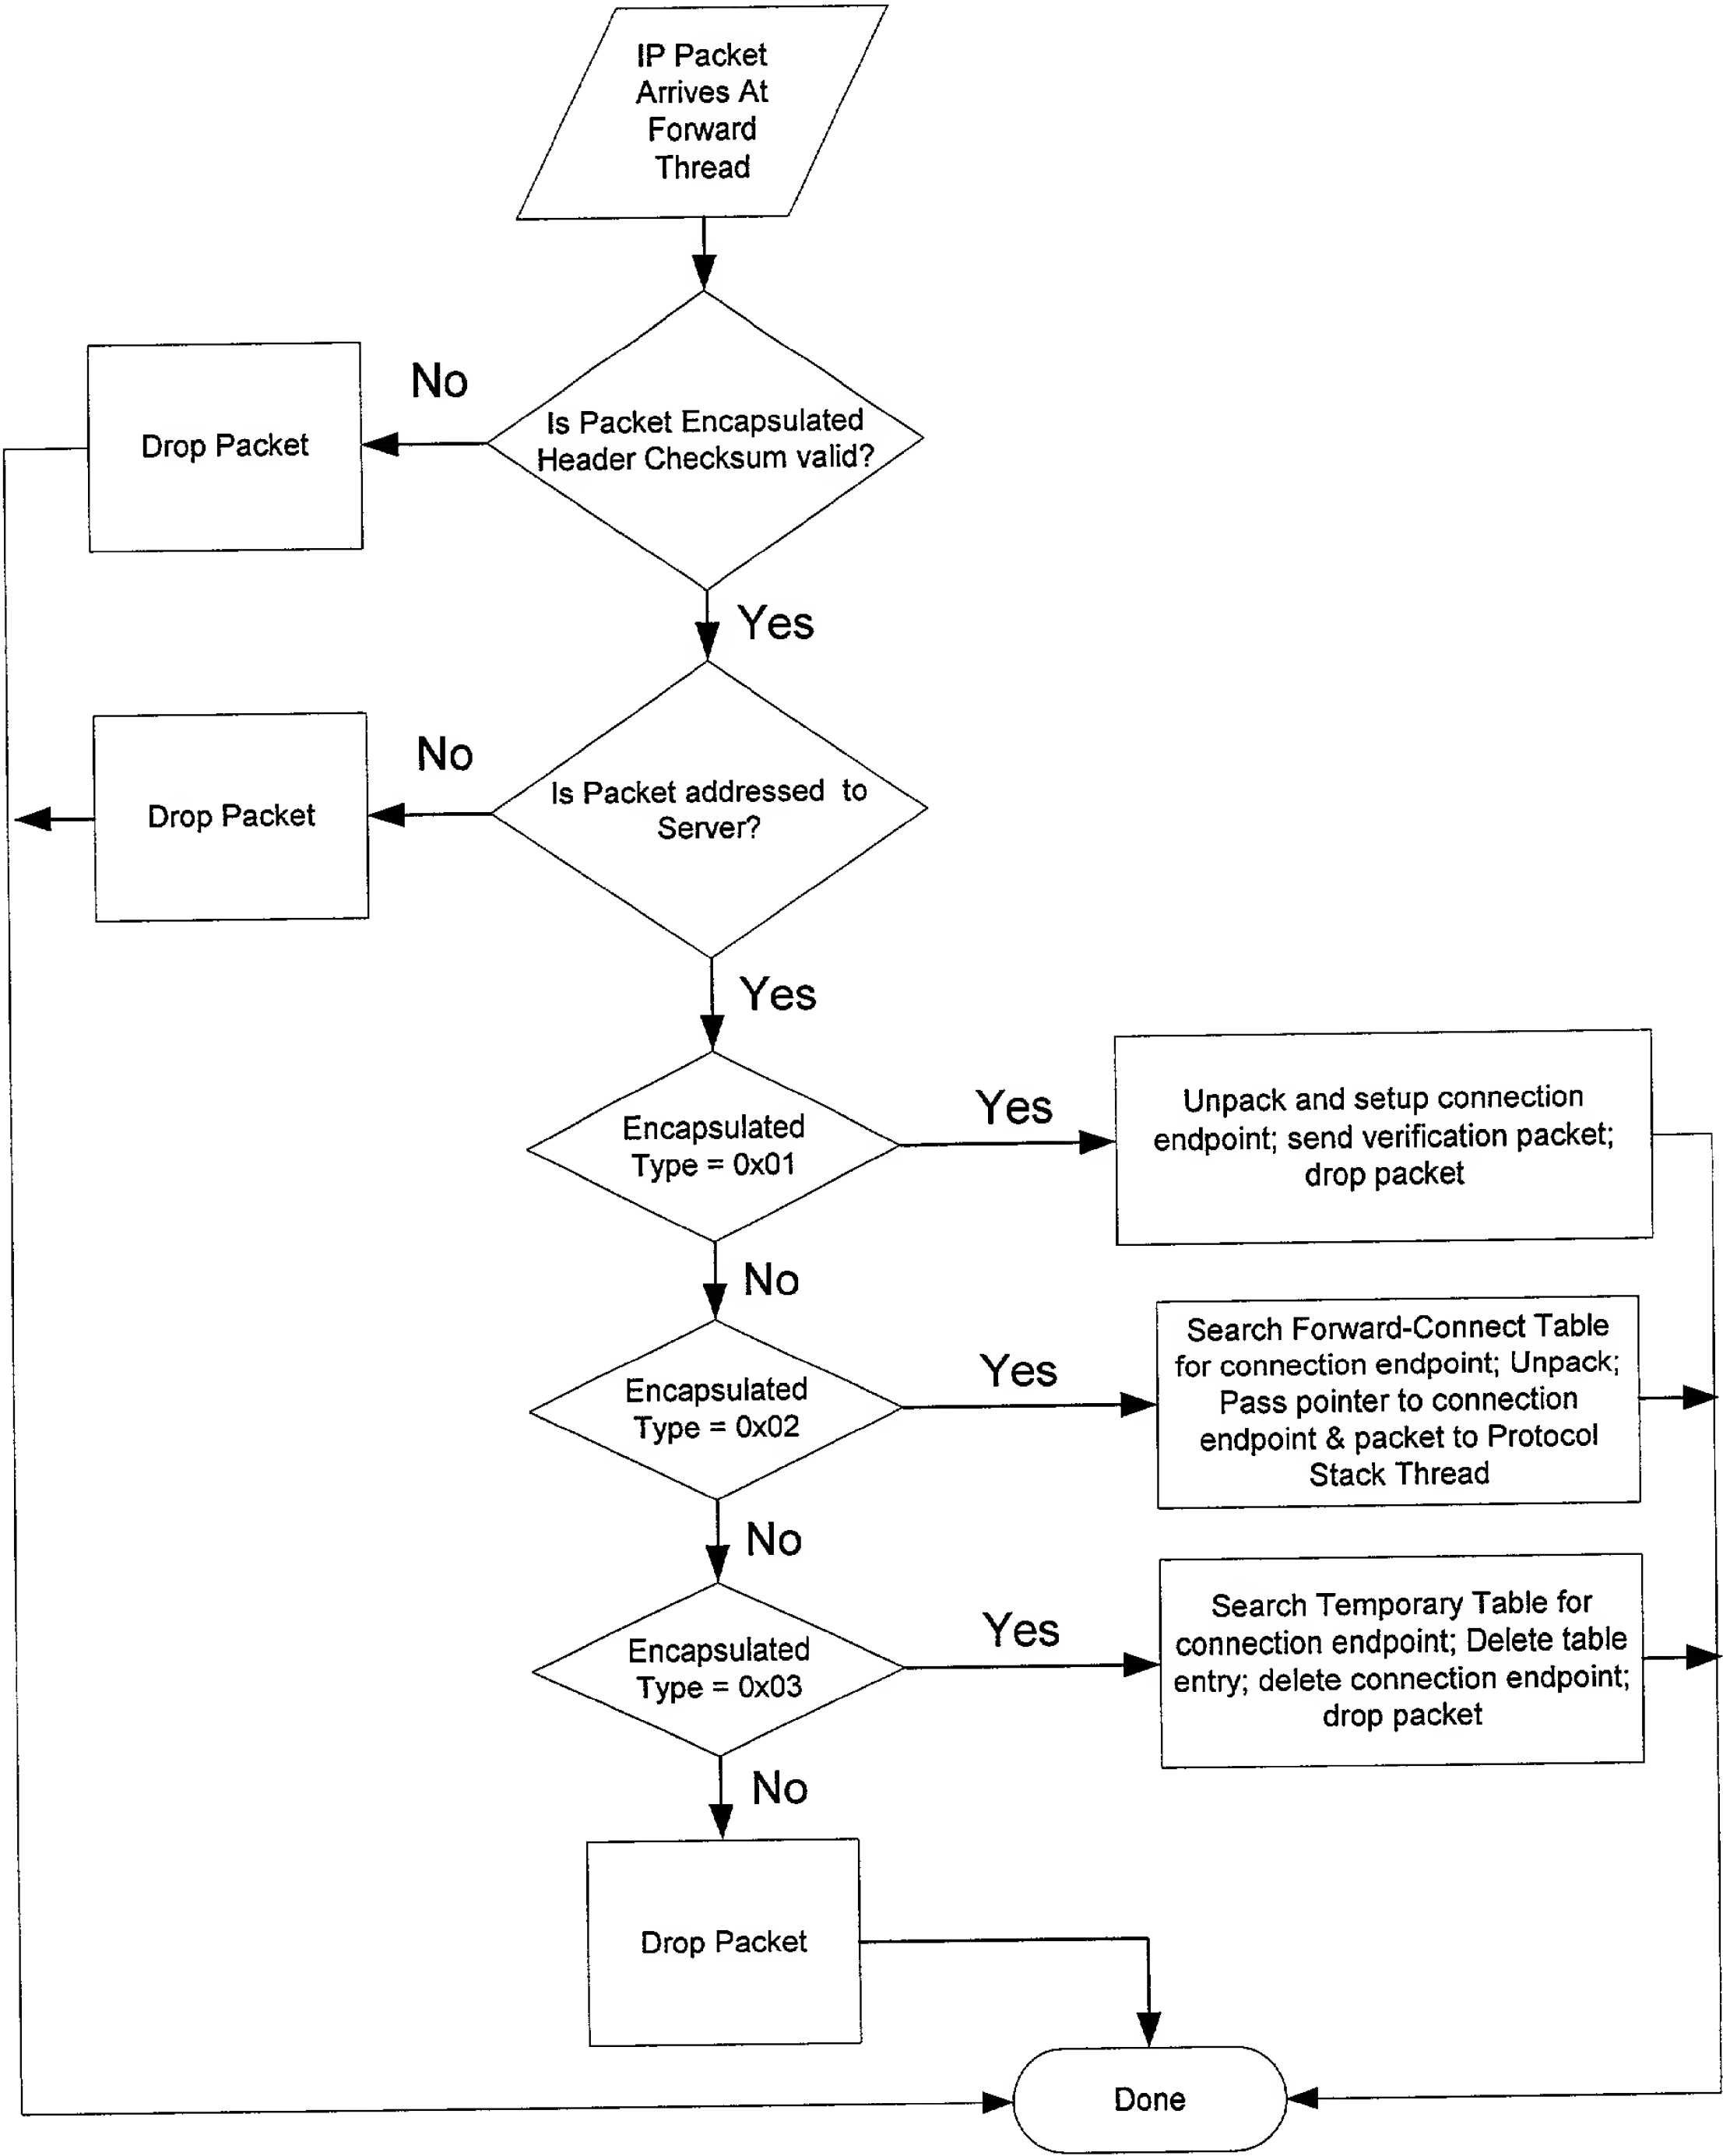 IP Packet
Arrives At
Forward
Thread
No
Is Packet Encapsulated
Header Checksum valid?
Drop Packet
Yes
No
Is Packet addressed to
Server?
Drop Packet
Yes
Encapsulated
Type = 0x01
Yes
Unpack and setup connection
endpoint; send verification packet;
drop packet
No
Encapsulated
Type = 0x02
Yes
Search Forward-Connect Table
for connection endpoint; Unpack;
Pass pointer to connection
endpoint & packet to Protocol
Stack Thread
No
Encapsulated
Type = 0x03
Yes
Search Temporary Table for
connection endpoint; Delete table
entry; delete connection endpoint;
drop packet
No
Drop Packet
Done